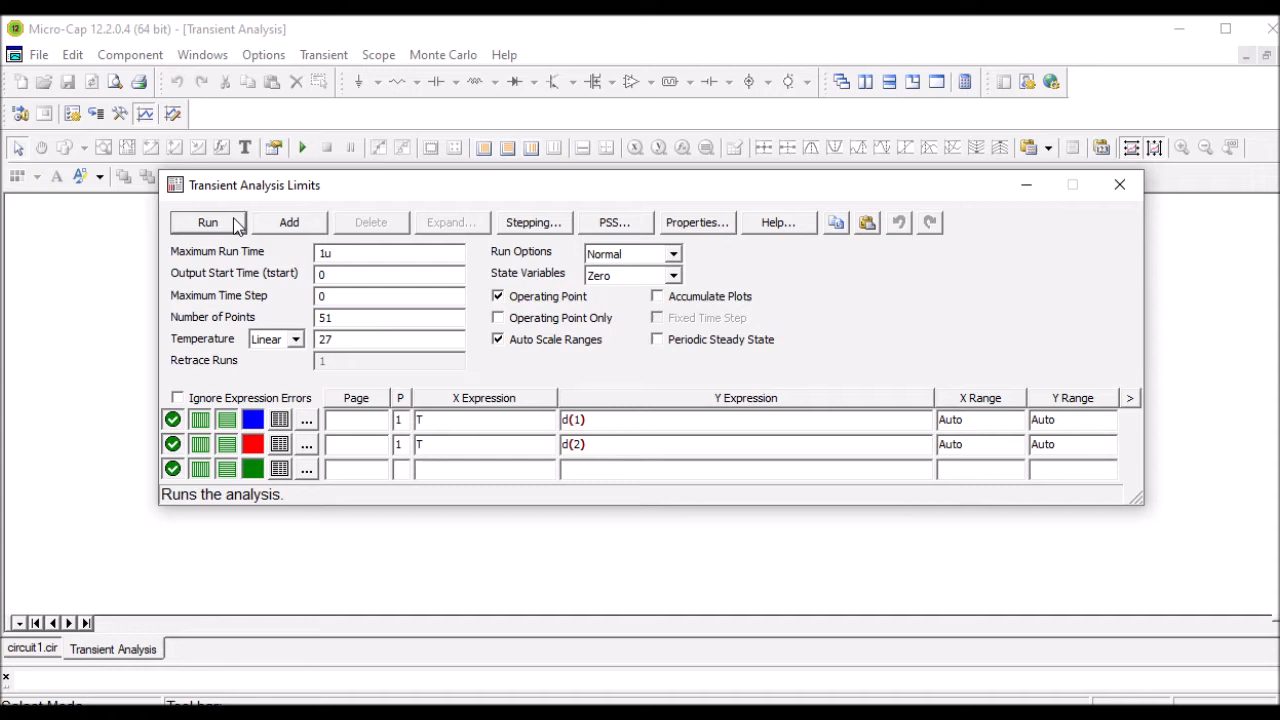 Micro-Cap 12.2.0.4 (64 bit) - [Transient Analysis]
File Edit Component Windows Options Transient Scope Monte Carlo Help
Transient Analysis Limits
Run Add Delete Expand... Stepping... PSS... Properties... Help...
Maximum Run Time 1u Run Options Normal
Output Start Time (tstart) 0 State Variables Zero
Maximum Time Step 0 Operating Point Accumulate Plots
Number of Points 51 Operating Point Only Fixed Time Step
Temperature Linear 27 Auto Scale Ranges Periodic Steady State
Retrace Runs 1
Ignore Expression Errors Page P X Expression Y Expression X Range Y Range >
... 1 T d(1) Auto Auto
... 1 T d(2) Auto Auto
...
Runs the analysis.
circuit1.cir Transient Analysis